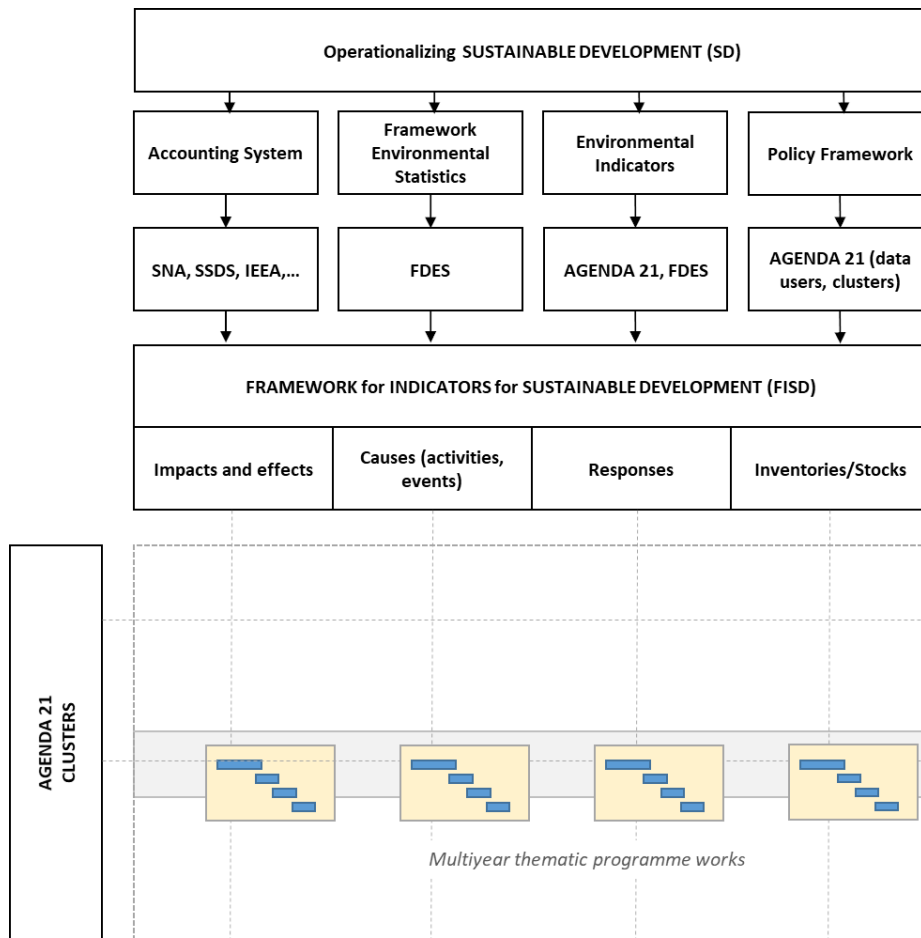 Operationalizing SUSTAINABLE DEVELOPMENT (SD)
Accounting System
Framework
Environmental
Statistics
Environmental
Indicators
Policy Framework
SNA, SSDS, IEEA,...
FDES
AGENDA 21, FDES
AGENDA 21 (data
users, clusters)
FRAMEWORK for INDICATORS for SUSTAINABLE DEVELOPMENT (FISD)
Impacts and effects
Causes (activities,
events)
Responses
Inventories/Stocks
AGENDA 21
CLUSTERS
Multiyear thematic programme works